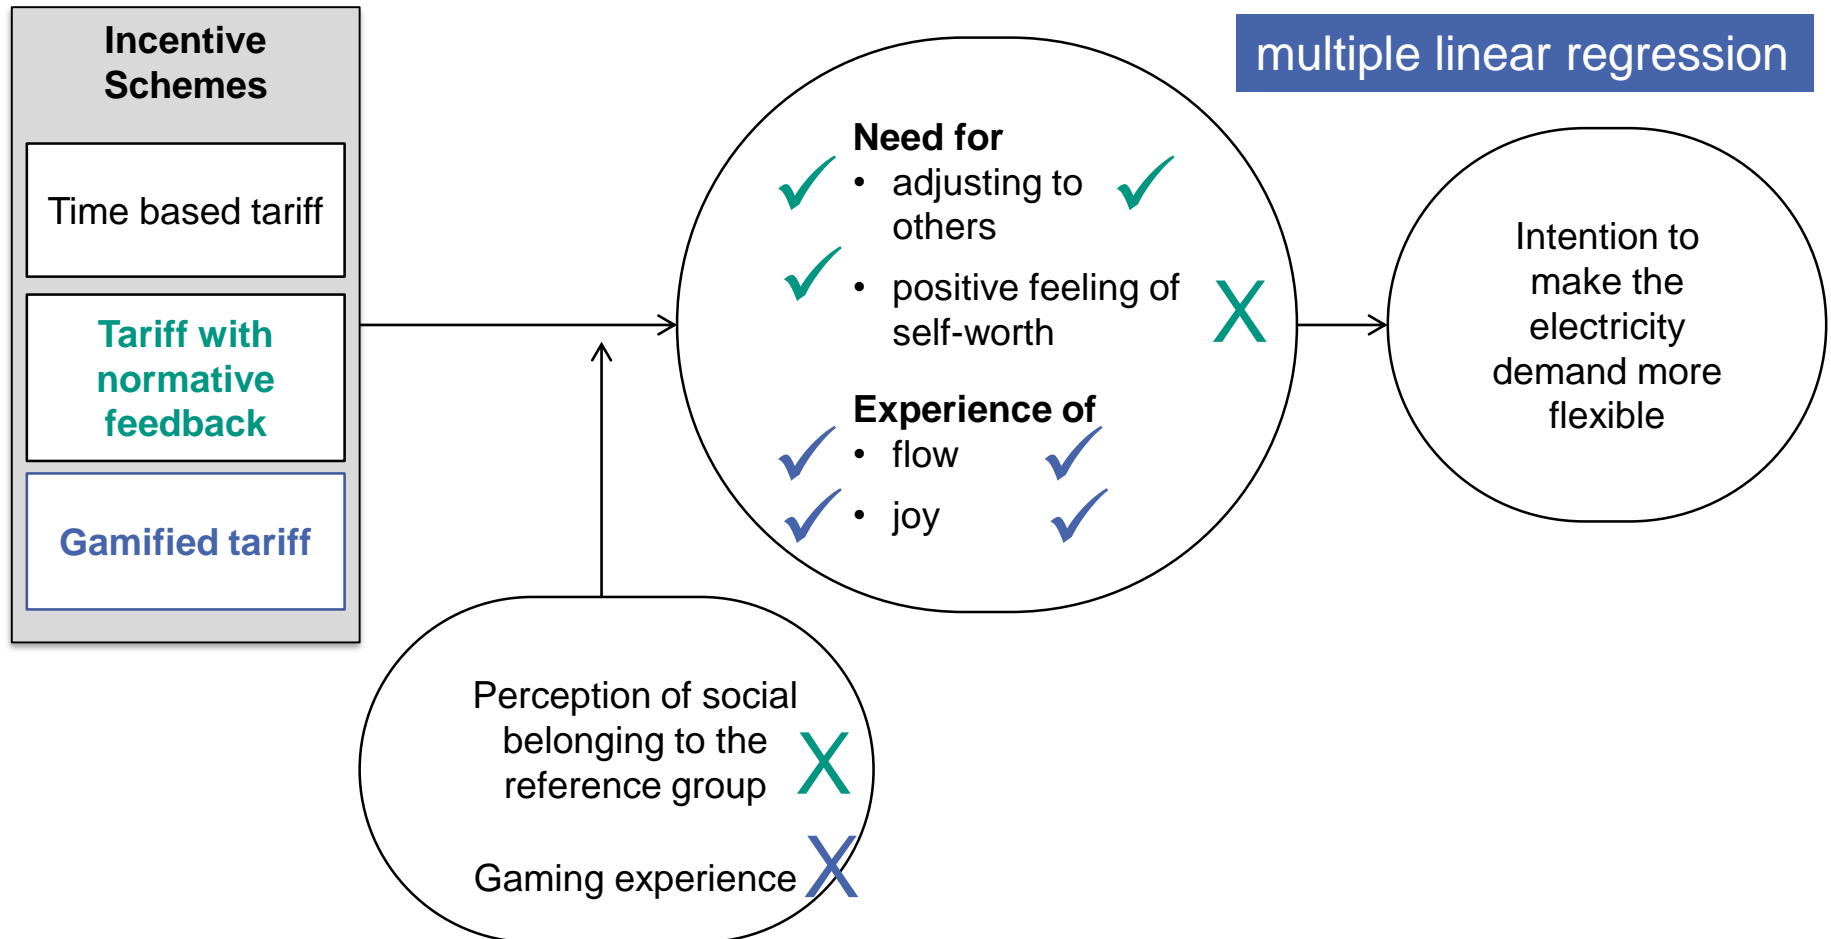 Incentive
Schemes
Time based tariff
Tariff with
normative
feedback
Gamified tariff
Need for
• adjusting to
others
• positive feeling of
self-worth
X
Experience of
• flow
• joy
multiple linear regression
Intention to
make the
electricity
demand more
flexible
Perception of social
belonging to the
reference group
X
Gaming experience X